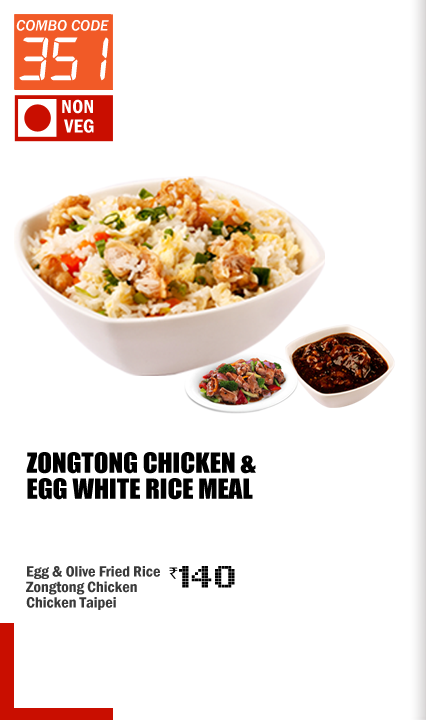 COMBO CODE
351
NON
VEG
ZONGTONG CHICKEN &
EGG WHITE RICE MEAL
Egg & Olive Fried Rice ₹140
Zongtong Chicken
Chicken Taipei